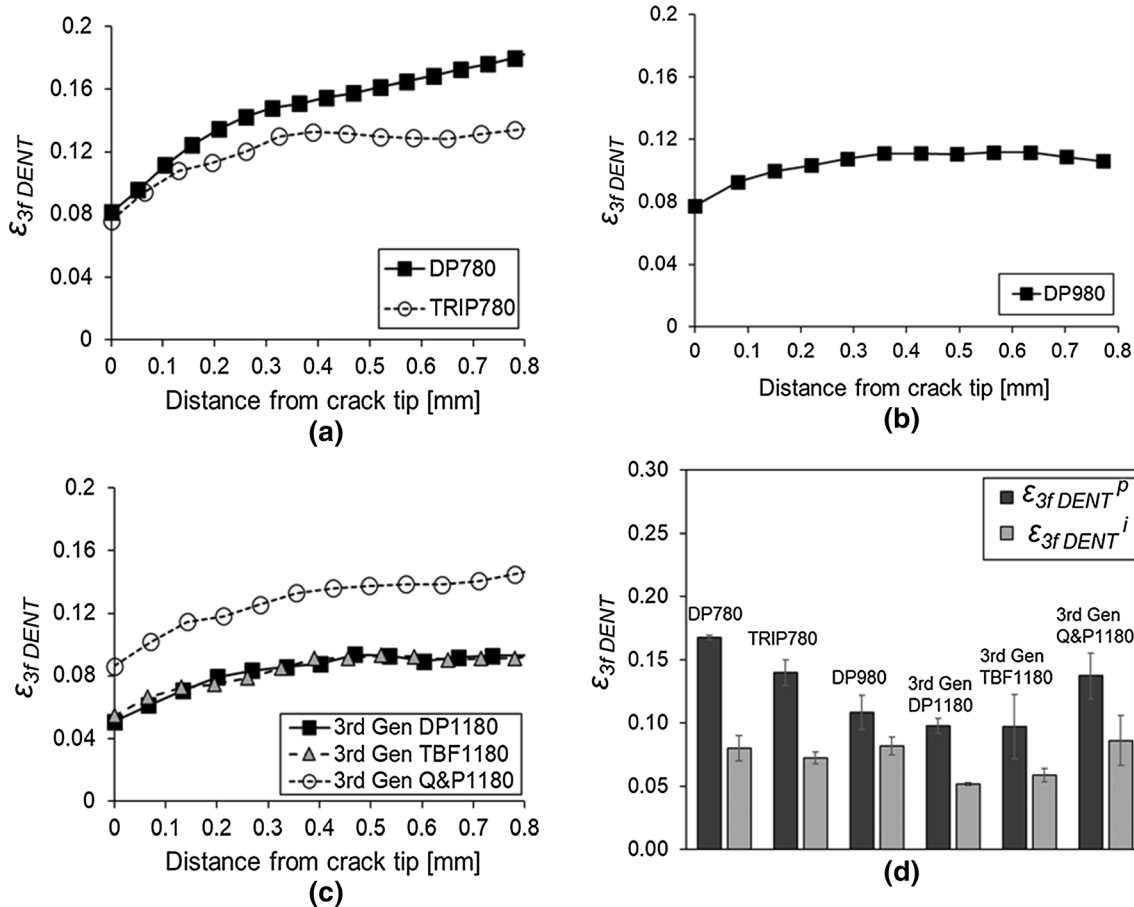 0.2
0.16
0.12
0.08
0.04
0
ε3f DENT
DP780
TRIP780
0 0.1 0.2 0.3 0.4 0.5 0.6 0.7 0.8
Distance from crack tip [mm]
(a)
0.2
0.16
0.12
0.08
0.04
0
ε3f DENT
DP980
0 0.1 0.2 0.3 0.4 0.5 0.6 0.7 0.8
Distance from crack tip [mm]
(b)
0.2
0.16
0.12
0.08
0.04
0
ε3f DENT
3rd Gen DP1180
3rd Gen TBF1180
3rd Gen Q&P1180
0 0.1 0.2 0.3 0.4 0.5 0.6 0.7 0.8
Distance from crack tip [mm]
(c)
0.30
0.25
0.20
0.15
0.10
0.05
0.00
ε3f DENT
ε3f DENT p
ε3f DENT i
DP780
TRIP780
DP980
3rd Gen
DP1180
3rd Gen
TBF1180
3rd Gen
Q&P1180
(d)